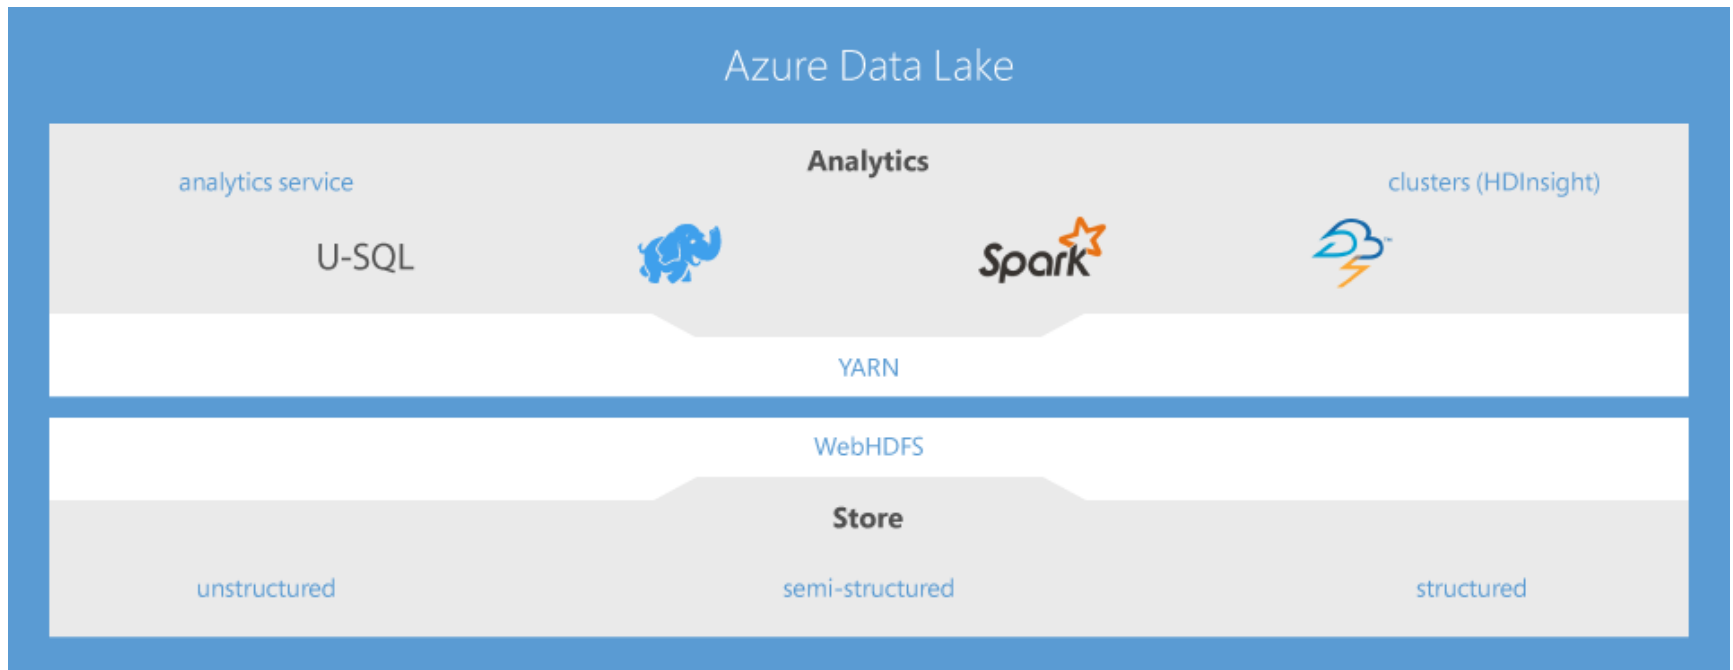 Azure Data Lake
Analytics
analytics service
clusters (HDInsight)
U-SQL
Spark
YARN
WebHDFS
Store
unstructured
semi-structured
structured